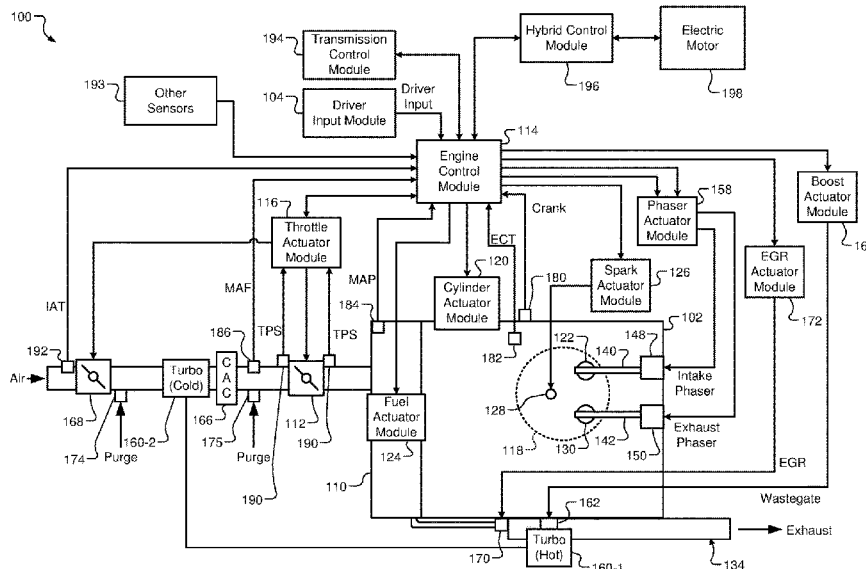 100
194
Transmission
Control
Module
Hybrid Control
Module
196
Electric
Motor
198
193
Other
Sensors
104
Driver
Input
Driver
Input Module
114
Engine
Control
Module
116
Throttle
Actuator
Module
Crank
158
Phaser
Actuator
Module
Boost
Actuator
Module
16
IAT
MAF
MAP
ECT
120
Cylinder
Actuator
Module
180
Spark
Actuator
Module
126
EGR
Actuator
Module
172
102
184
186
TPS
TPS
182
122
140
148
192
Air
Turbo
(Cold)
C
A
C
Intake
Phaser
128
168
166
112
Fuel
Actuator
Module
118
130
142
150
Exhaust
Phaser
174
160-2
175
190
124
Purge
Purge
190
110
EGR
Wastegate
162
Exhaust
170
Turbo
(Hot)
160-1
134